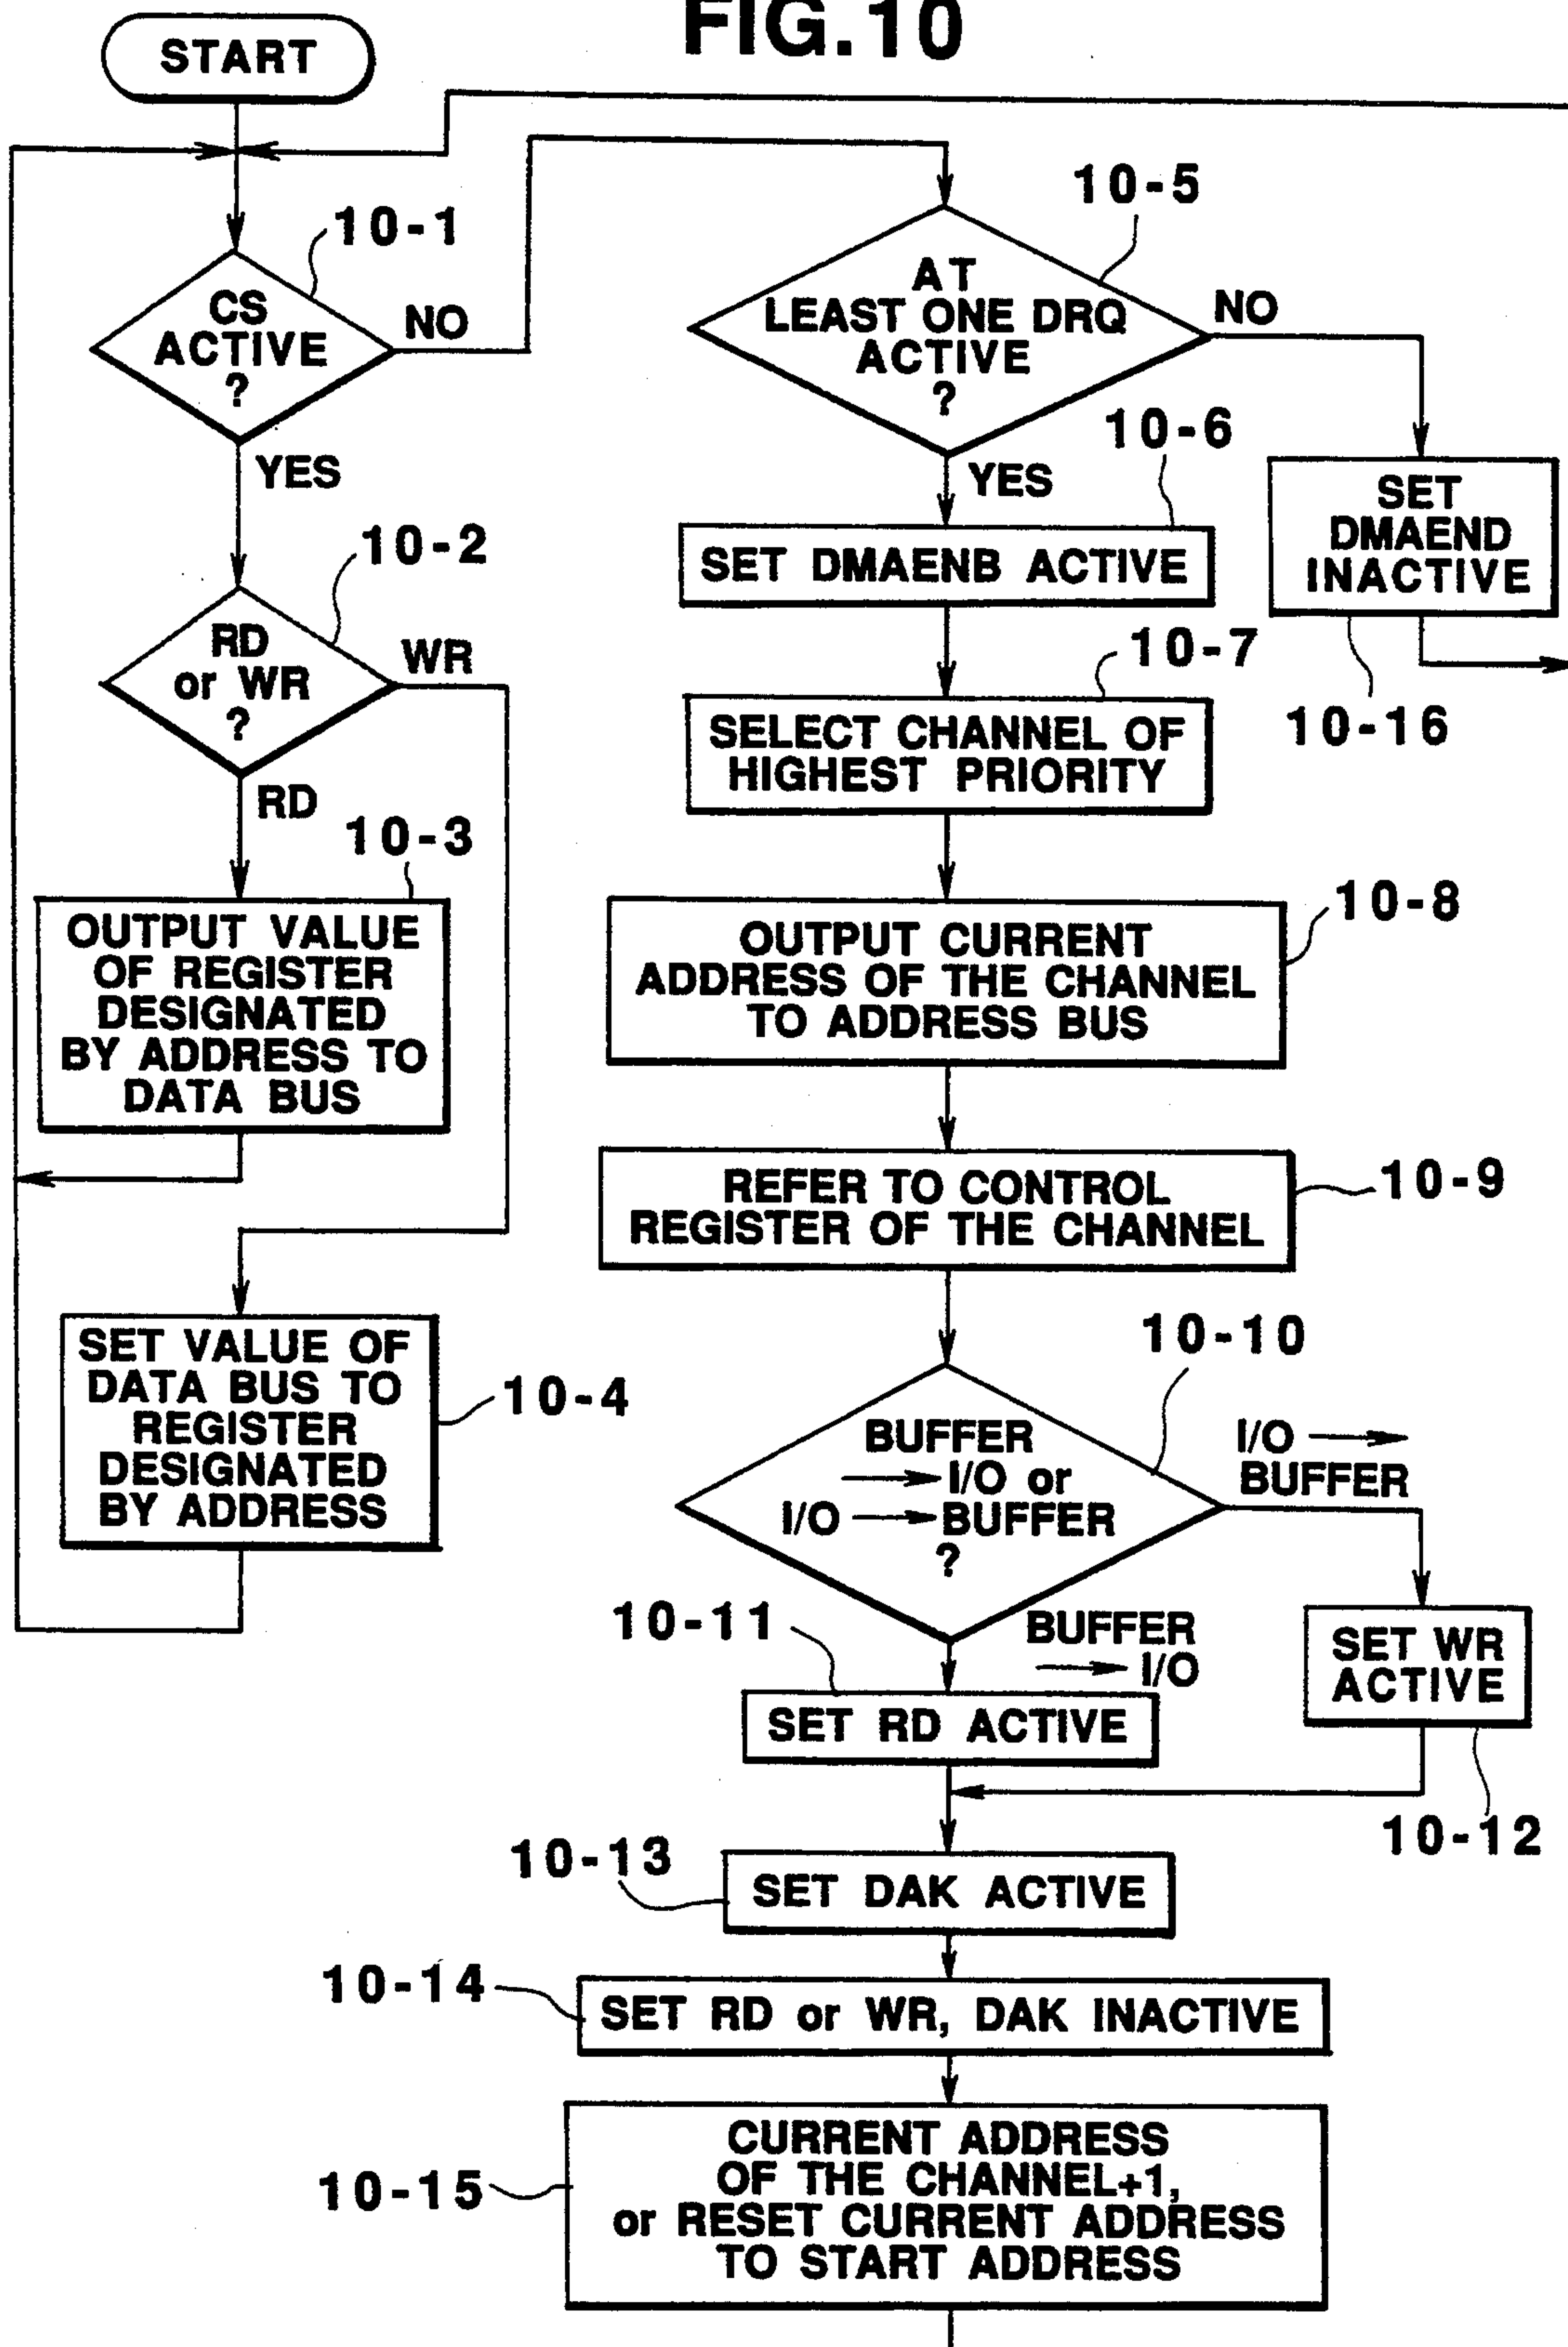 FIG.10
START
10-1
CS
ACTIVE
?
NO
YES
10-2
RD
or WR
?
WR
RD
10-3
OUTPUT VALUE
OF REGISTER
DESIGNATED
BY ADDRESS TO
DATA BUS
SET VALUE OF
DATA BUS TO
REGISTER
DESIGNATED
BY ADDRESS
10-4
10-5
AT
LEAST ONE DRQ
ACTIVE
?
NO
YES
10-6
SET DMAENB ACTIVE
SET
DMAEND
INACTIVE
10-16
10-7
SELECT CHANNEL OF
HIGHEST PRIORITY
10-8
OUTPUT CURRENT
ADDRESS OF THE CHANNEL
TO ADDRESS BUS
10-9
REFER TO CONTROL
REGISTER OF THE CHANNEL
10-10
BUFFER
→ I/O or
I/O → BUFFER
?
I/O →
BUFFER
BUFFER
→ I/O
10-11
SET RD ACTIVE
SET WR
ACTIVE
10-12
10-13
SET DAK ACTIVE
10-14
SET RD or WR, DAK INACTIVE
10-15
CURRENT ADDRESS
OF THE CHANNEL+1,
or RESET CURRENT ADDRESS
TO START ADDRESS